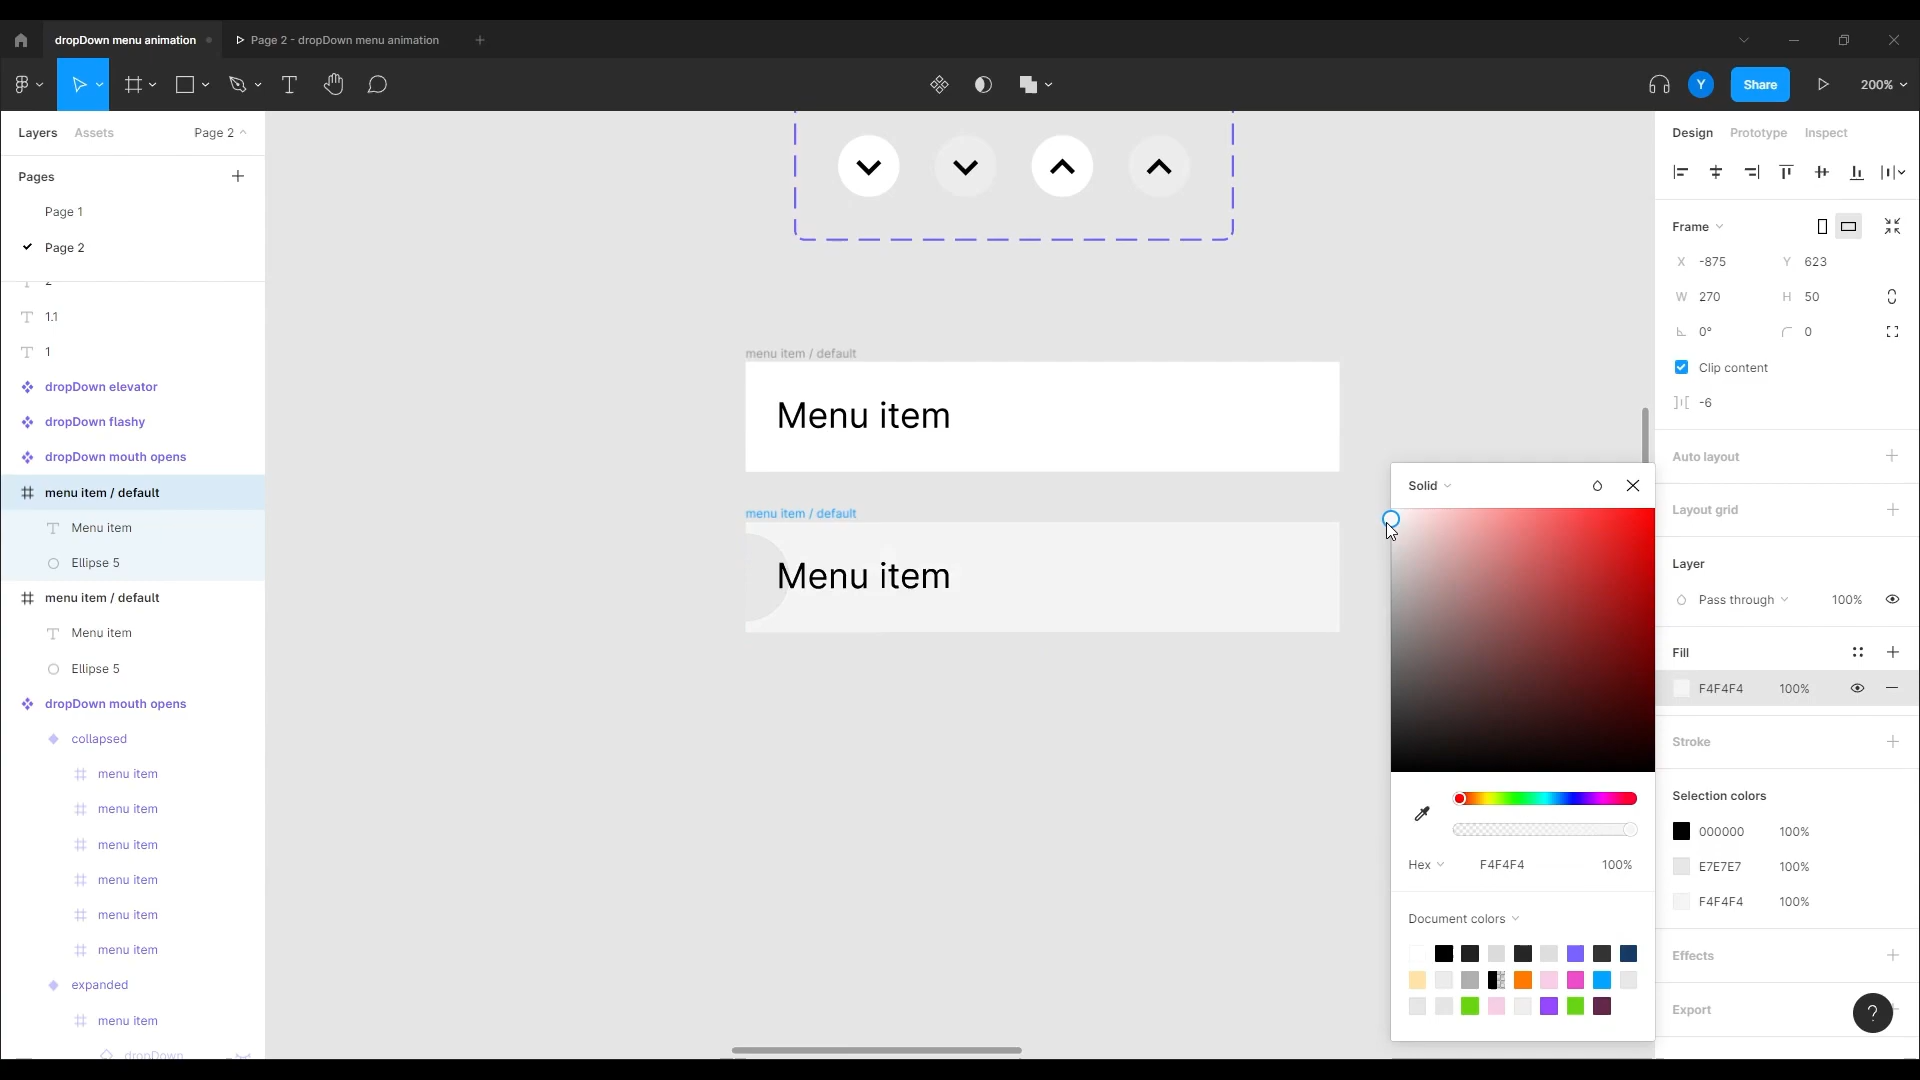 dropDown menu animation
Page 2 - dropDown menu animation
Y
Share
200%
Layers
Assets
Page 2
Pages
Page 1
Page 2
1.1
1
dropDown elevator
dropDown flashy
dropDown mouth opens
menu item / default
Menu item
Ellipse 5
menu item / default
Menu item
Ellipse 5
dropDown mouth opens
collapsed
menu item
menu item
menu item
menu item
menu item
menu item
expanded
menu item
dropDown
menu item / default
Menu item
menu item / default
Menu item
Solid
Hex
F4F4F4
100%
Document colors
Design
Prototype
Inspect
Frame
X -875
Y 623
W 270
H 50
0°
0
Clip content
-6
Auto layout
Layout grid
Layer
Pass through
100%
Fill
F4F4F4
100%
Stroke
Selection colors
000000
100%
E7E7E7
100%
F4F4F4
100%
Effects
Export
?